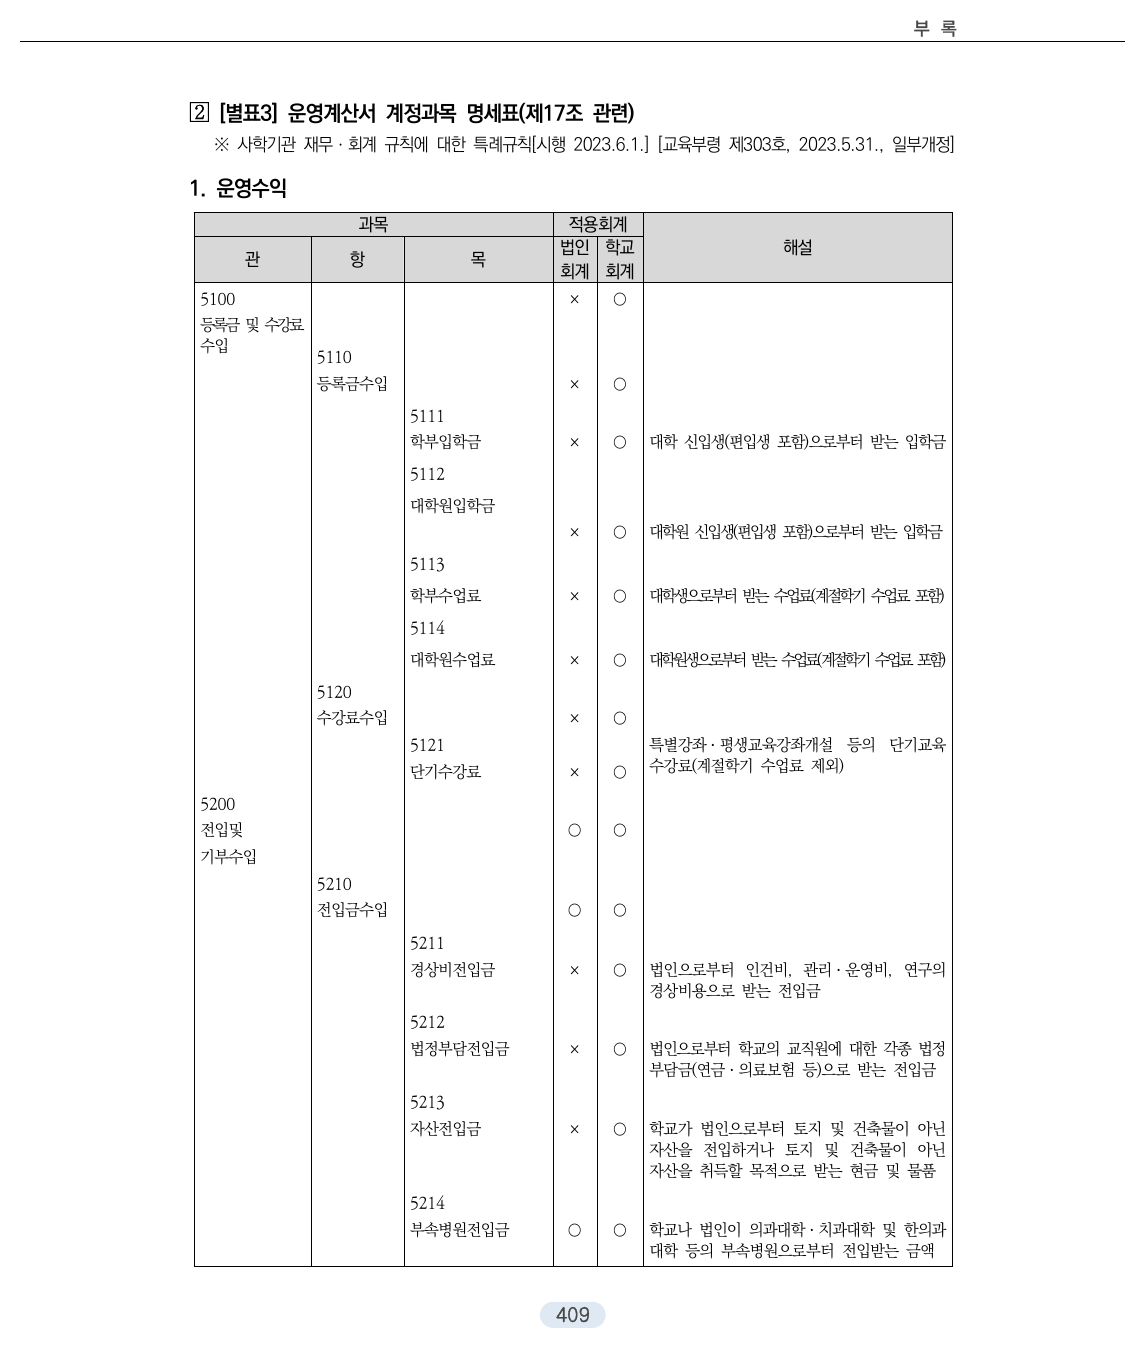 부 록
2 [별표3] 운영계산서 계정과목 명세표(제17조 관련)
※ 사학기관 재무·회계 규칙에 대한 특례규칙[시행 2023.6.1.] [교육부령 제303호, 2023.5.31., 일부개정]
1. 운영수익
과목 적용회계 해설
관 항 목 법인 학교
회계 회계
5100 × ○
등록금 및 수강료
수입
5110
등록금수입 × ○
5111
학부입학금 × ○ 대학 신입생(편입생 포함)으로부터 받는 입학금
5112
대학원입학금
× ○ 대학원 신입생(편입생 포함)으로부터 받는 입학금
5113
학부수업료 × ○ 대학생으로부터 받는 수업료(계절학기 수업료 포함)
5114
대학원수업료 × ○ 대학원생으로부터 받는 수업료(계절학기 수업료 포함)
5120
수강료수입 × ○
5121 특별강좌·평생교육강좌개설 등의 단기교육
수강료(계절학기 수업료 제외)
단기수강료 × ○
5200
전입및 ○ ○
기부수입
5210
전입금수입 ○ ○
5211
경상비전입금 × ○ 법인으로부터 인건비, 관리·운영비, 연구의
경상비용으로 받는 전입금
5212
법정부담전입금 × ○ 법인으로부터 학교의 교직원에 대한 각종 법정
부담금(연금·의료보험 등)으로 받는 전입금
5213
자산전입금 × ○ 학교가 법인으로부터 토지 및 건축물이 아닌
자산을 전입하거나 토지 및 건축물이 아닌
자산을 취득할 목적으로 받는 현금 및 물품
5214
부속병원전입금 ○ ○ 학교나 법인이 의과대학·치과대학 및 한의과
대학 등의 부속병원으로부터 전입받는 금액
409